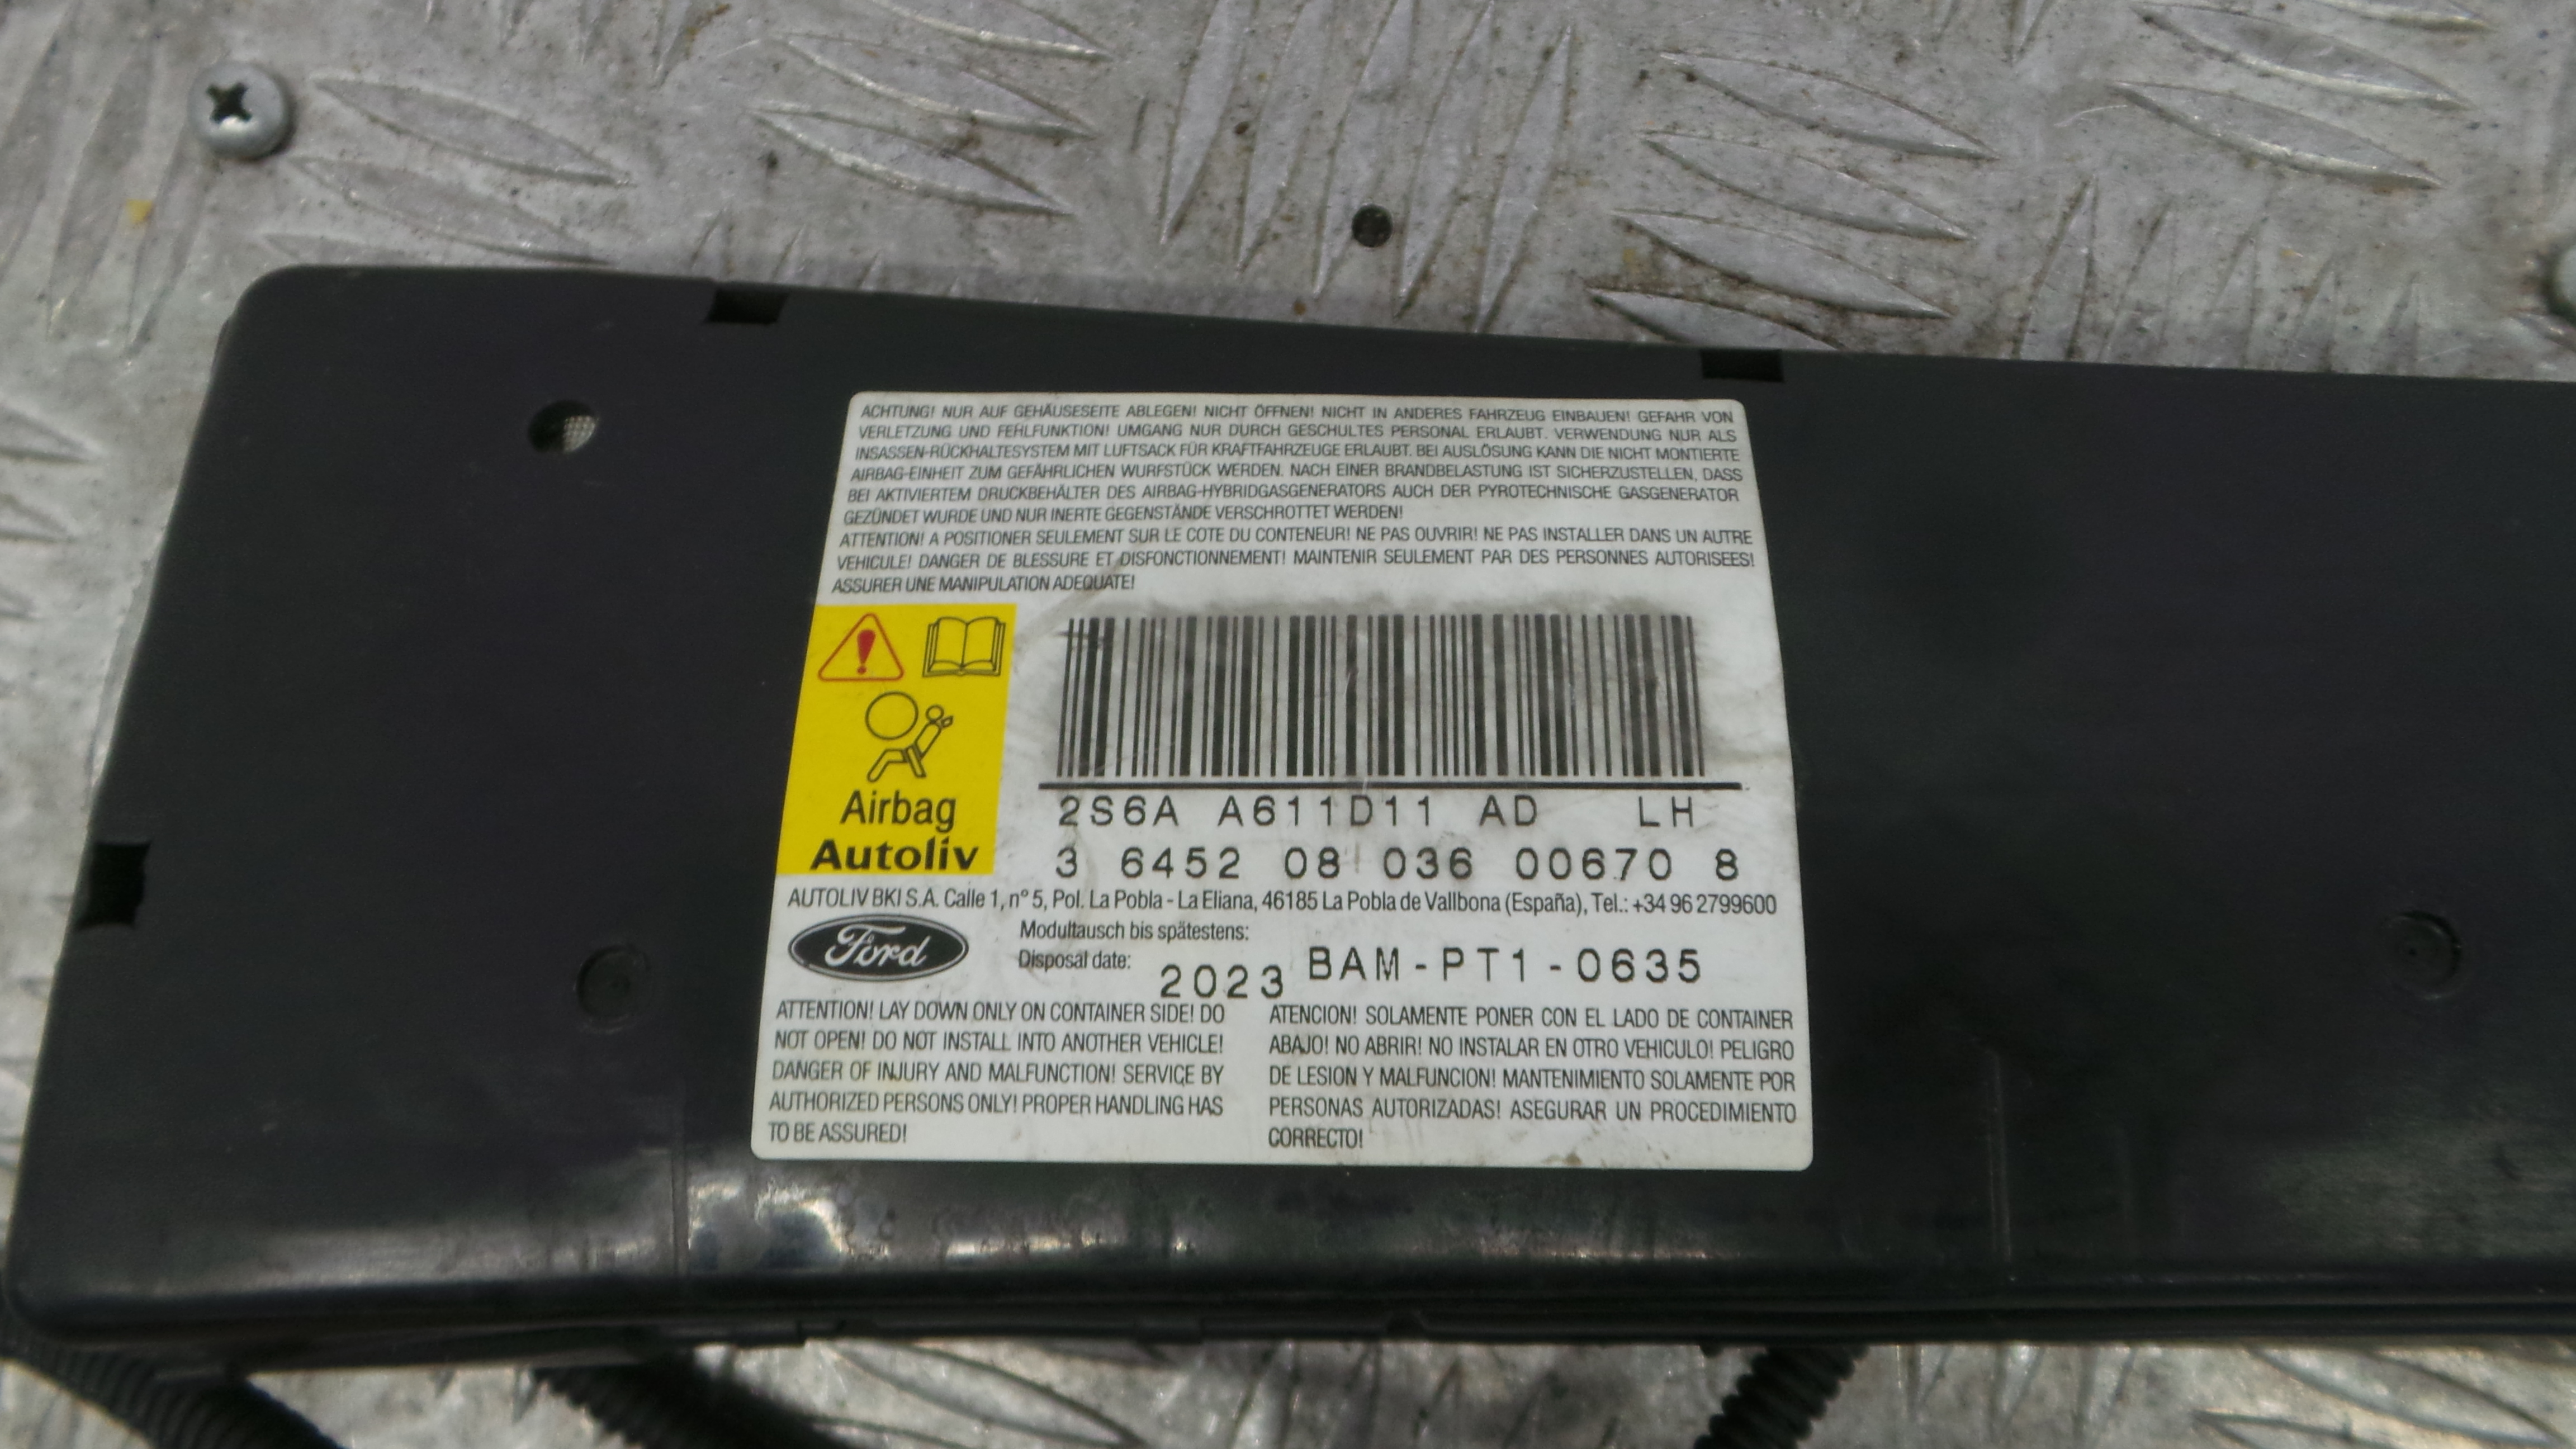 ACHTUNG! NUR AUF GEHÄUSESEITE ABLEGEN! NICHT ÖFFNEN! NICHT IN ANDERES FAHRZEUG EINBAUEN! GEFAHR VON
VERLETZUNG UND FEHLFUNKTION! UMGANG NUR DURCH GESCHULTES PERSONAL ERLAUBT. VERWENDUNG NUR ALS
INSASSEN-RÜCKHALTESYSTEM MIT LUFTSACK FÜR KRAFTFAHRZEUGE ERLAUBT. BEI AUSLÖSUNG KANN DIE NICHT MONTIERTE
AIRBAG-EINHEIT ZUM GEFÄHRLICHEN WURFSTÜCK WERDEN. NACH EINER BRANDBELASTUNG IST SICHERZUSTELLEN, DASS
BEI AKTIVIERTEM DRUCKBEHÄLTER DES AIRBAG-HYBRIDGASGENERATORS AUCH DER PYROTECHNISCHE GASGENERATOR
GEZÜNDET WURDE UND NUR INERTE GEGENSTÄNDE VERSCHROTTET WERDEN!
ATTENTION! A POSITIONER SEULEMENT SUR LE COTE DU CONTENEUR! NE PAS OUVRIR! NE PAS INSTALLER DANS UN AUTRE
VEHICULE! DANGER DE BLESSURE ET DISFONCTIONNEMENT! MAINTENIR SEULEMENT PAR DES PERSONNES AUTORISEES!
ASSURER UNE MANIPULATION ADEQUATE!
Airbag
Autoliv
2S6A A611D11 AD LH
3 6452 08 036 00670 8
AUTOLIV BKI S.A. Calle 1, n° 5, Pol. La Pobla - La Eliana, 46185 La Pobla de Vallbona (España), Tel.: +34 96 2799600
Ford
Modultausch bis spätestens:
Disposal date: 2023 BAM-PT1-0635
ATTENTION! LAY DOWN ONLY ON CONTAINER SIDE! DO
NOT OPEN! DO NOT INSTALL INTO ANOTHER VEHICLE!
DANGER OF INJURY AND MALFUNCTION! SERVICE BY
AUTHORIZED PERSONS ONLY! PROPER HANDLING HAS
TO BE ASSURED!
ATENCION! SOLAMENTE PONER CON EL LADO DE CONTAINER
ABAJO! NO ABRIR! NO INSTALAR EN OTRO VEHICULO! PELIGRO
DE LESION Y MALFUNCION! MANTENIMIENTO SOLAMENTE POR
PERSONAS AUTORIZADAS! ASEGURAR UN PROCEDIMIENTO
CORRECTO!